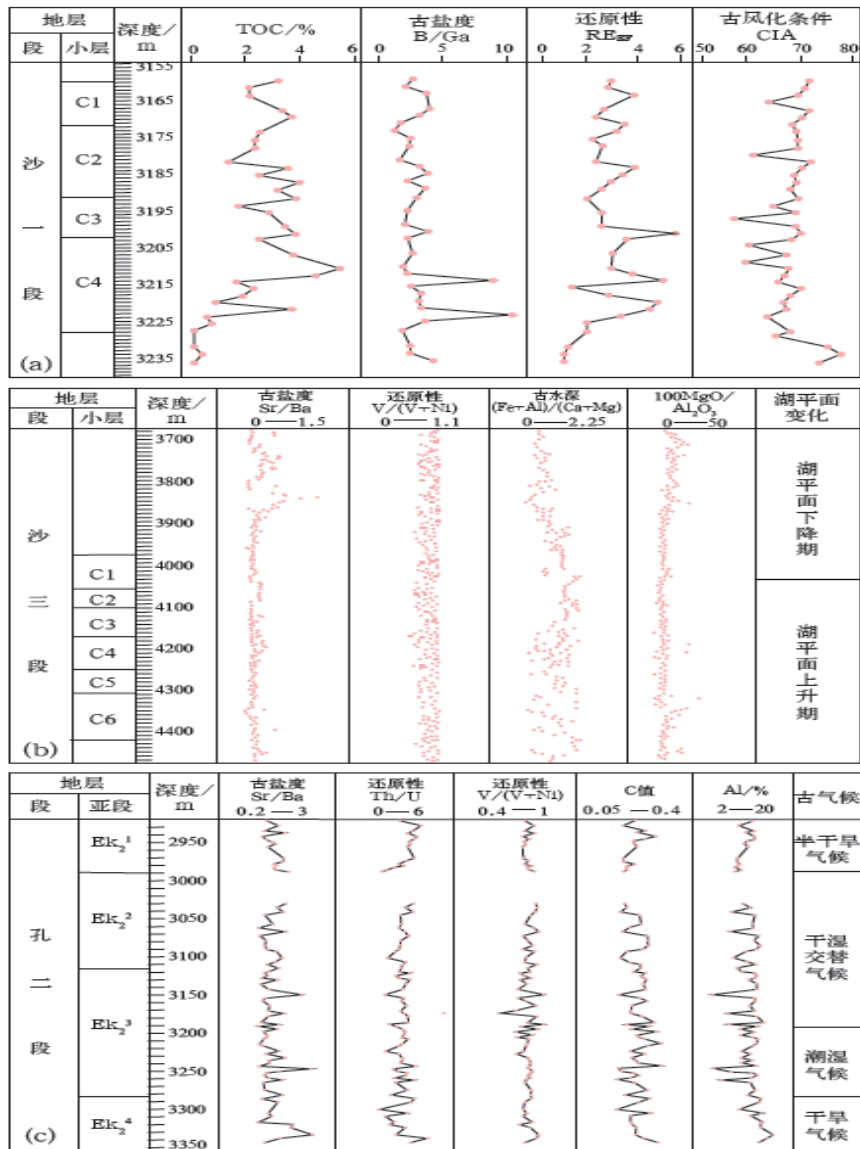 地层
深度/
m
TOC/%
古盐度
B/Ga
还原性
古风化条件
CIA
段
小层
0 2 4 6
0 5 10
0 2 4 6
50 60 70 80
3155
C1
3165
3175
沙
C2
3185
一
C3
3195
3205
段
C4
3215
3225
3235
(a)
地层
深度/
m
古盐度
Sr/Ba
还原性
V/(V+Ni)
古水深
(Fe+Al)/(Ca+Mg)
100MgO/
Al₂O₃
湖平面
变化
段
小层
0 — 1.5
0 — 1.1
0 — 2.25
0 — 50
3700
3800
3900
湖平面下降期
沙
4000
C1
三
C2
4100
C3
段
C4
4200
C5
4300
湖平面上升期
C6
4400
(b)
地层
深度/
m
古盐度
Sr/Ba
还原性
Th/U
还原性
V/(V+Ni)
C值
Al/%
古气候
段
亚段
0.2 — 3
0 — 6
0.4 — 1
0.05 — 0.4
2 — 20
Ek₂¹
2950
半干旱
气候
3000
Ek₂²
3050
孔
3100
干湿
交替
气候
二
3150
Ek₂³
3200
段
3250
潮湿
气候
3300
Ek₂⁴
干旱
气候
3350
(c)